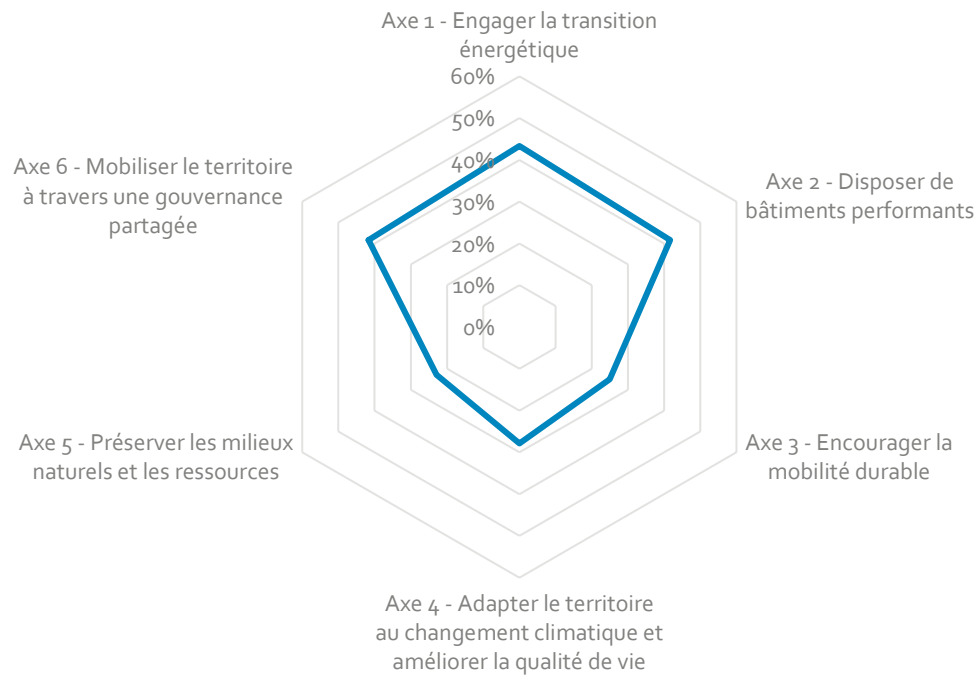 Axe 1 - Engager la transition
énergétique
60%
50%
40%
30%
20%
10%
0%
Axe 2 - Disposer de
bâtiments performants
Axe 3 - Encourager la
mobilité durable
Axe 4 - Adapter le territoire
au changement climatique et
améliorer la qualité de vie
Axe 5 - Préserver les milieux
naturels et les ressources
Axe 6 - Mobiliser le territoire
à travers une gouvernance
partagée